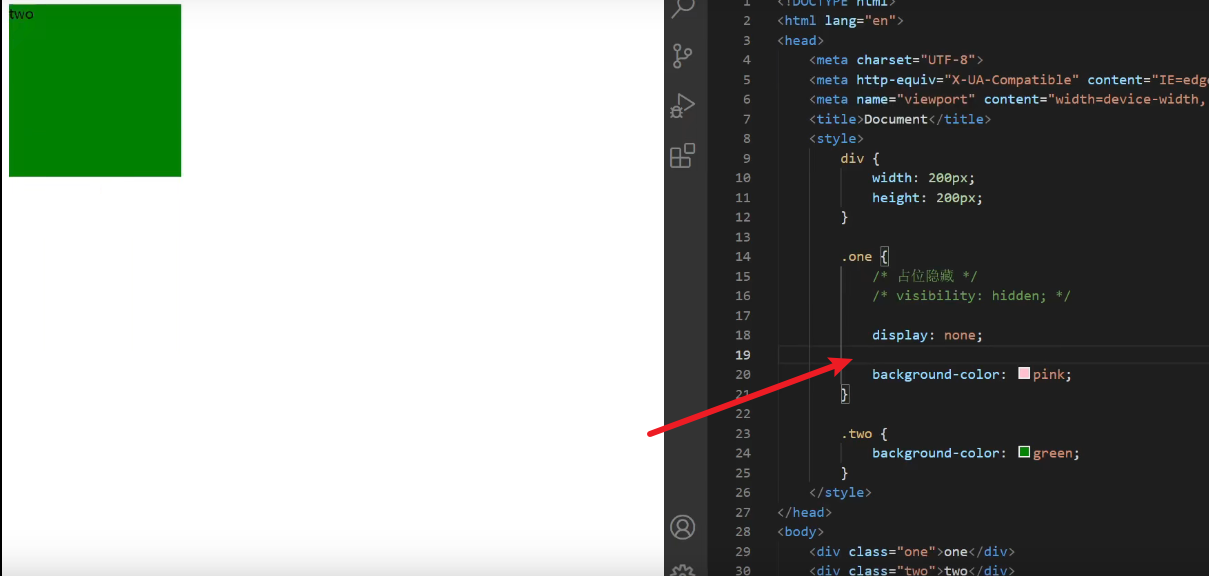 two
1 <!DOCTYPE html>
2 <html lang="en">
3 <head>
4 <meta charset="UTF-8">
5 <meta http-equiv="X-UA-Compatible" content="IE=edge
6 <meta name="viewport" content="width=device-width,
7 <title>Document</title>
8 <style>
9 div {
10 width: 200px;
11 height: 200px;
12 }
13
14 .one {
15 /* 占位隐藏 */
16 /* visibility: hidden; */
17
18 display: none;
19
20 background-color: pink;
21 }
22
23 .two {
24 background-color: green;
25 }
26 </style>
27 </head>
28 <body>
29 <div class="one">one</div>
30 <div class="two">two</div>